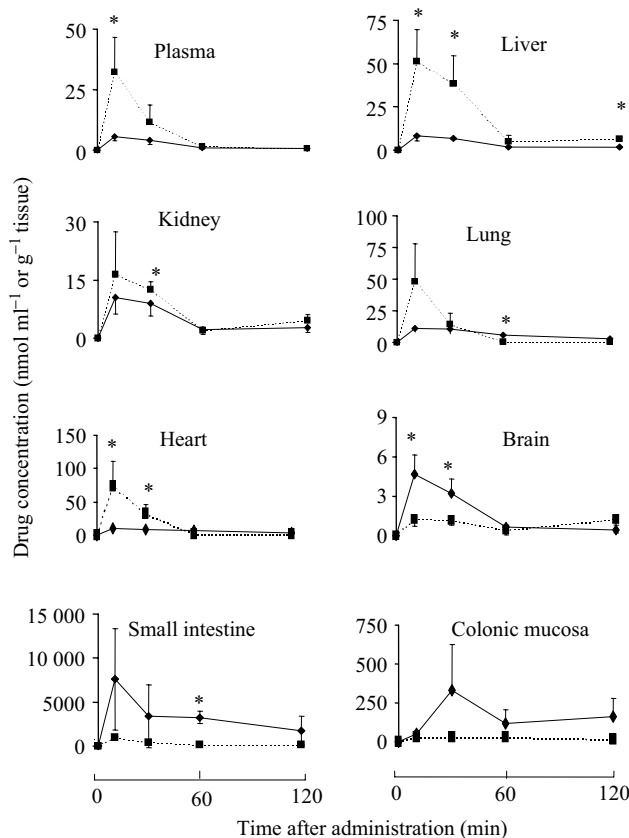 Drug concentration (nmol ml⁻¹ or g⁻¹ tissue)
Plasma
50
25
0
*
Liver
75
50
25
0
* * *
Kidney
30
15
0
*
Lung
100
75
50
25
0
*
Heart
150
100
50
0
* *
Brain
9
6
3
0
* *
Small intestine
15 000
10 000
5000
0
*
0 60 120
Colonic mucosa
750
500
250
0
0 60 120
Time after administration (min)